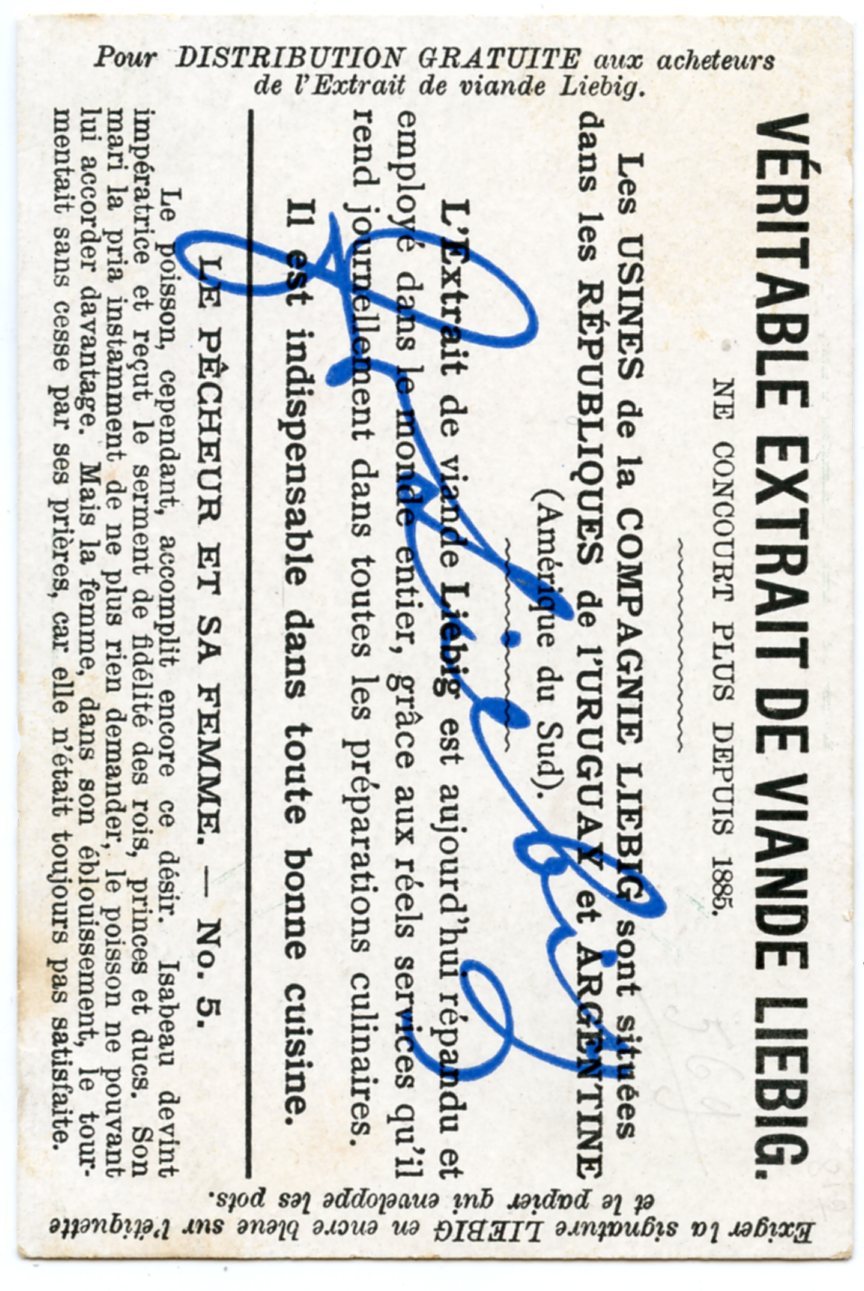 Pour DISTRIBUTION GRATUITE aux acheteurs
de l'Extrait de viande Liebig.
VÉRITABLE EXTRAIT DE VIANDE LIEBIG.
NE CONCOURT PLUS DEPUIS 1885.
Les USINES de la COMPAGNIE LIEBIG sont situées
dans les RÉPUBLIQUES de l'URUGUAY et ARGENTINE
(Amérique du Sud).
L'Extrait de viande Liebig est aujourd'hui répandu et
employé dans le monde entier, grâce aux réels services qu'il
rend journellement dans toutes les préparations culinaires.
Il est indispensable dans toute bonne cuisine.
J. v. Liebig
LE PÊCHEUR ET SA FEMME. — No. 5.
Le poisson, cependant, accomplit encore ce désir. Isabeau devint
impératrice et reçut le serment de fidélité des rois, princes et ducs. Son
mari la pria instamment de ne plus rien demander, le poisson ne pouvant
lui accorder davantage. Mais la femme, dans son éblouissement, le tour-
mentait sans cesse par ses prières, car elle n'était toujours pas satisfaite.
Exiger la signature LIEBIG en encre bleue sur l'étiquette
et le papier qui enveloppe les pots.